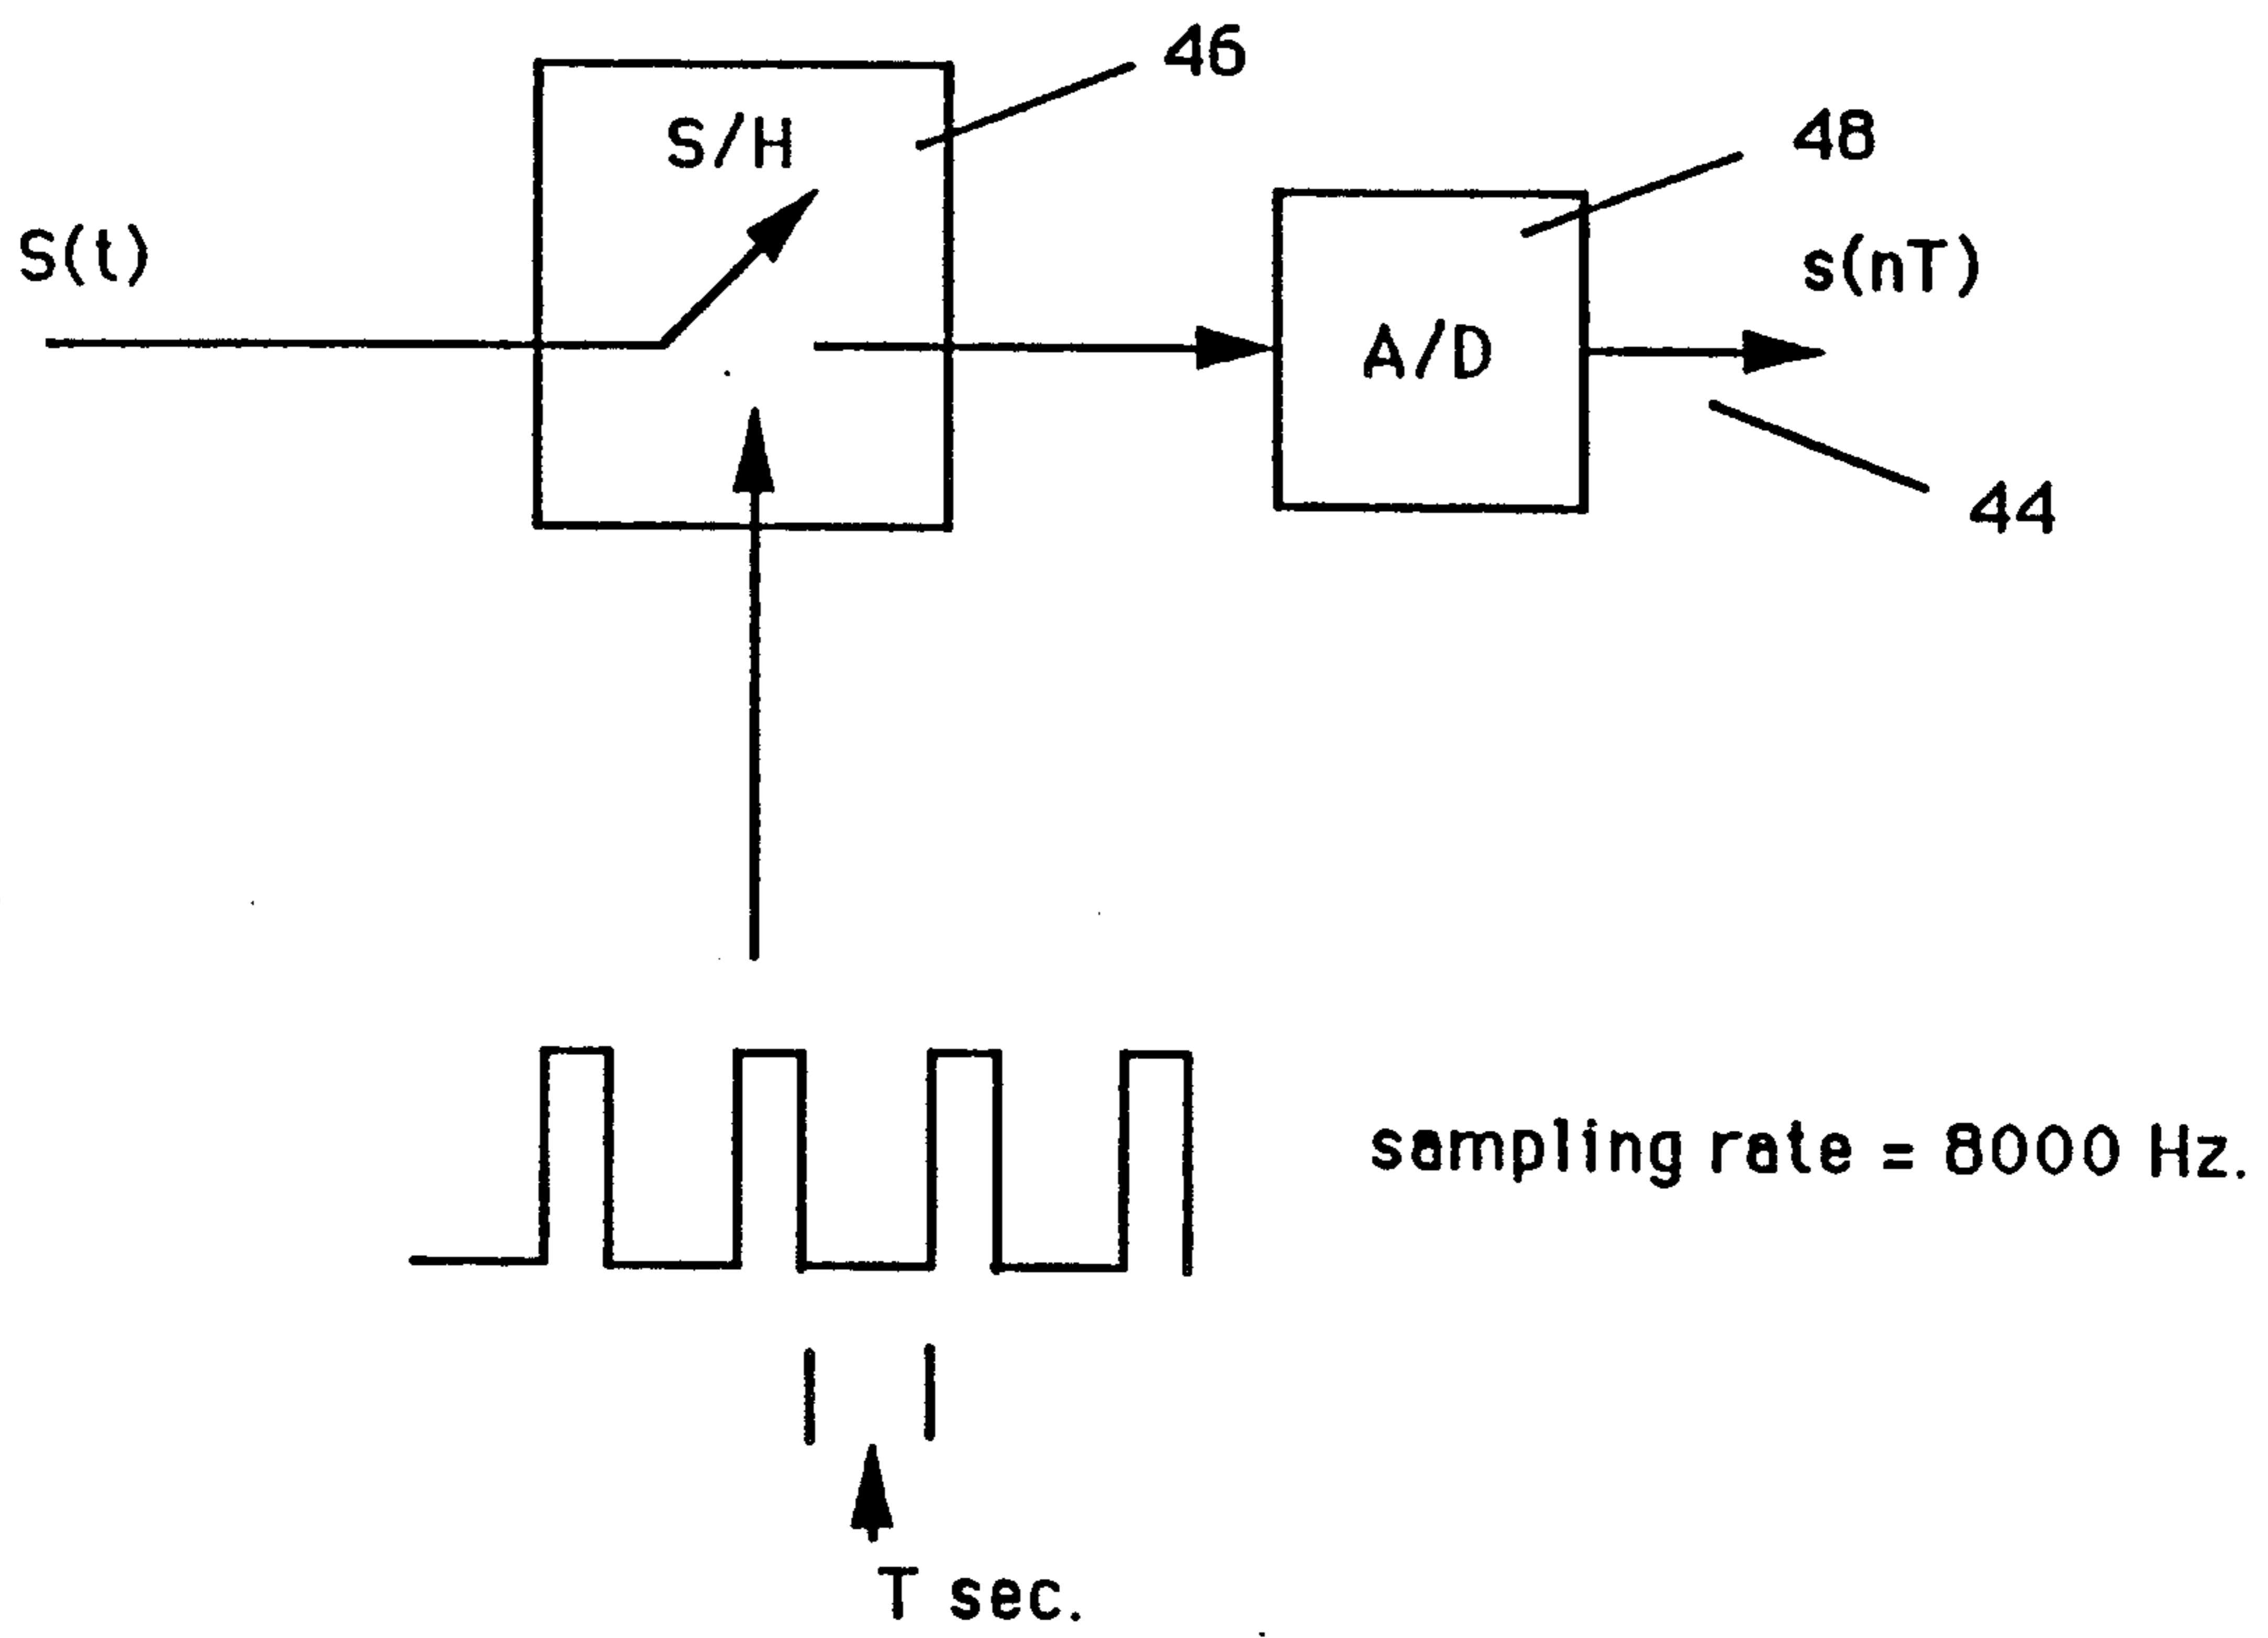 46
S/H
48
S(t)
s(nT)
A/D
44
sampling rate = 8000 Hz.
T sec.